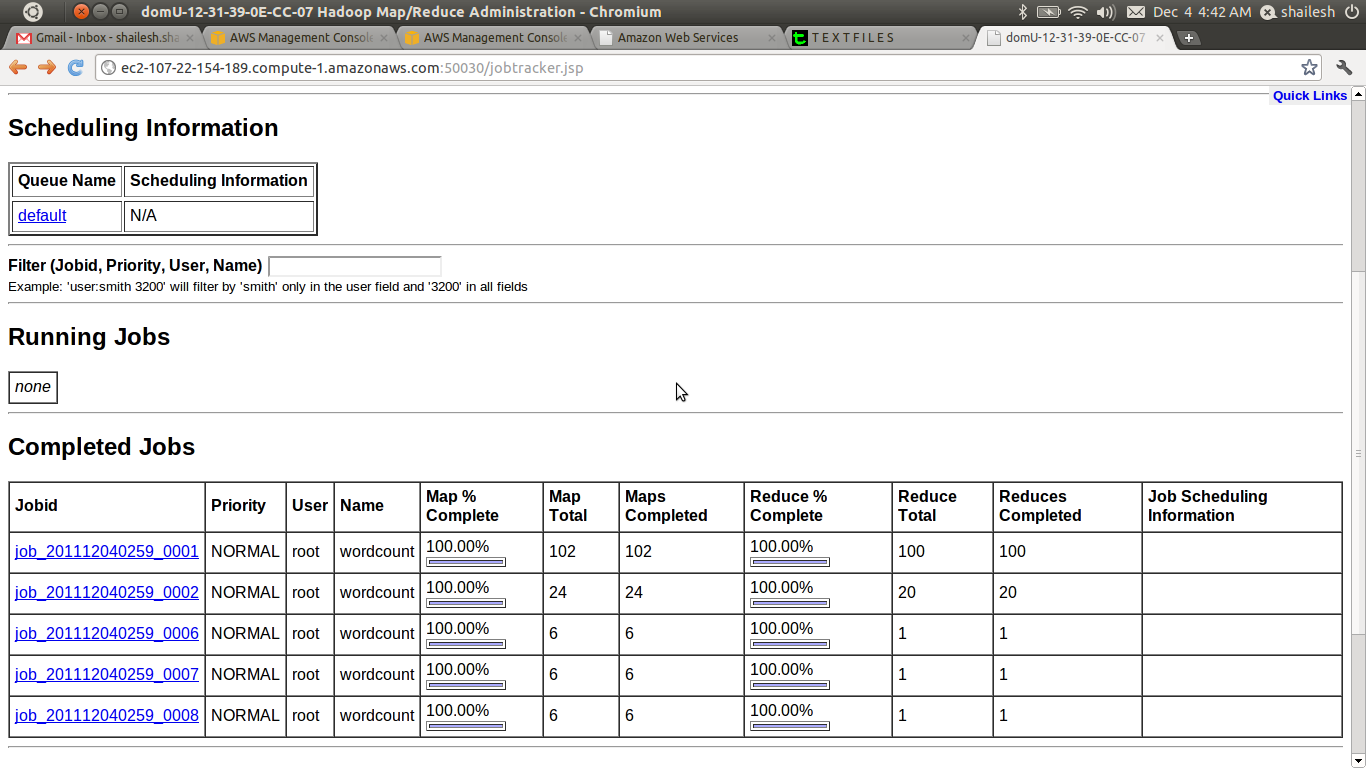 domU-12-31-39-0E-CC-07 Hadoop Map/Reduce Administration - Chromium Dec 4 4:42 AM shailesh
Gmail - Inbox - shailesh.sha AWS Management Console AWS Management Console Amazon Web Services T E X T F I L E S domU-12-31-39-0E-CC-07
ec2-107-22-154-189.compute-1.amazonaws.com:50030/jobtracker.jsp
Quick Links
Scheduling Information
Queue Name Scheduling Information
default N/A
Filter (Jobid, Priority, User, Name)
Example: 'user:smith 3200' will filter by 'smith' only in the user field and '3200' in all fields
Running Jobs
none
Completed Jobs
Jobid Priority User Name Map % Complete Map Total Maps Completed Reduce % Complete Reduce Total Reduces Completed Job Scheduling Information
job_201112040259_0001 NORMAL root wordcount 100.00% 102 102 100.00% 100 100
job_201112040259_0002 NORMAL root wordcount 100.00% 24 24 100.00% 20 20
job_201112040259_0006 NORMAL root wordcount 100.00% 6 6 100.00% 1 1
job_201112040259_0007 NORMAL root wordcount 100.00% 6 6 100.00% 1 1
job_201112040259_0008 NORMAL root wordcount 100.00% 6 6 100.00% 1 1